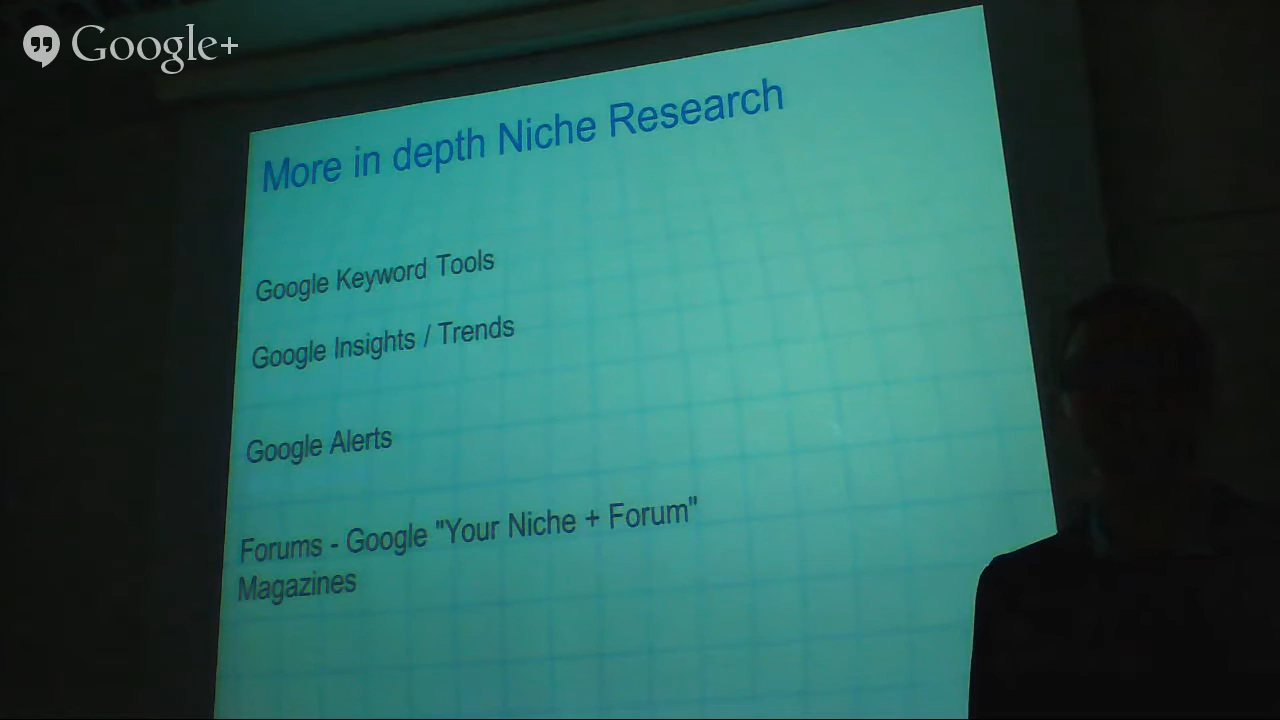 Google+
More in depth Niche Research
Google Keyword Tools
Google Insights / Trends
Google Alerts
Forums - Google "Your Niche + Forum"
Magazines